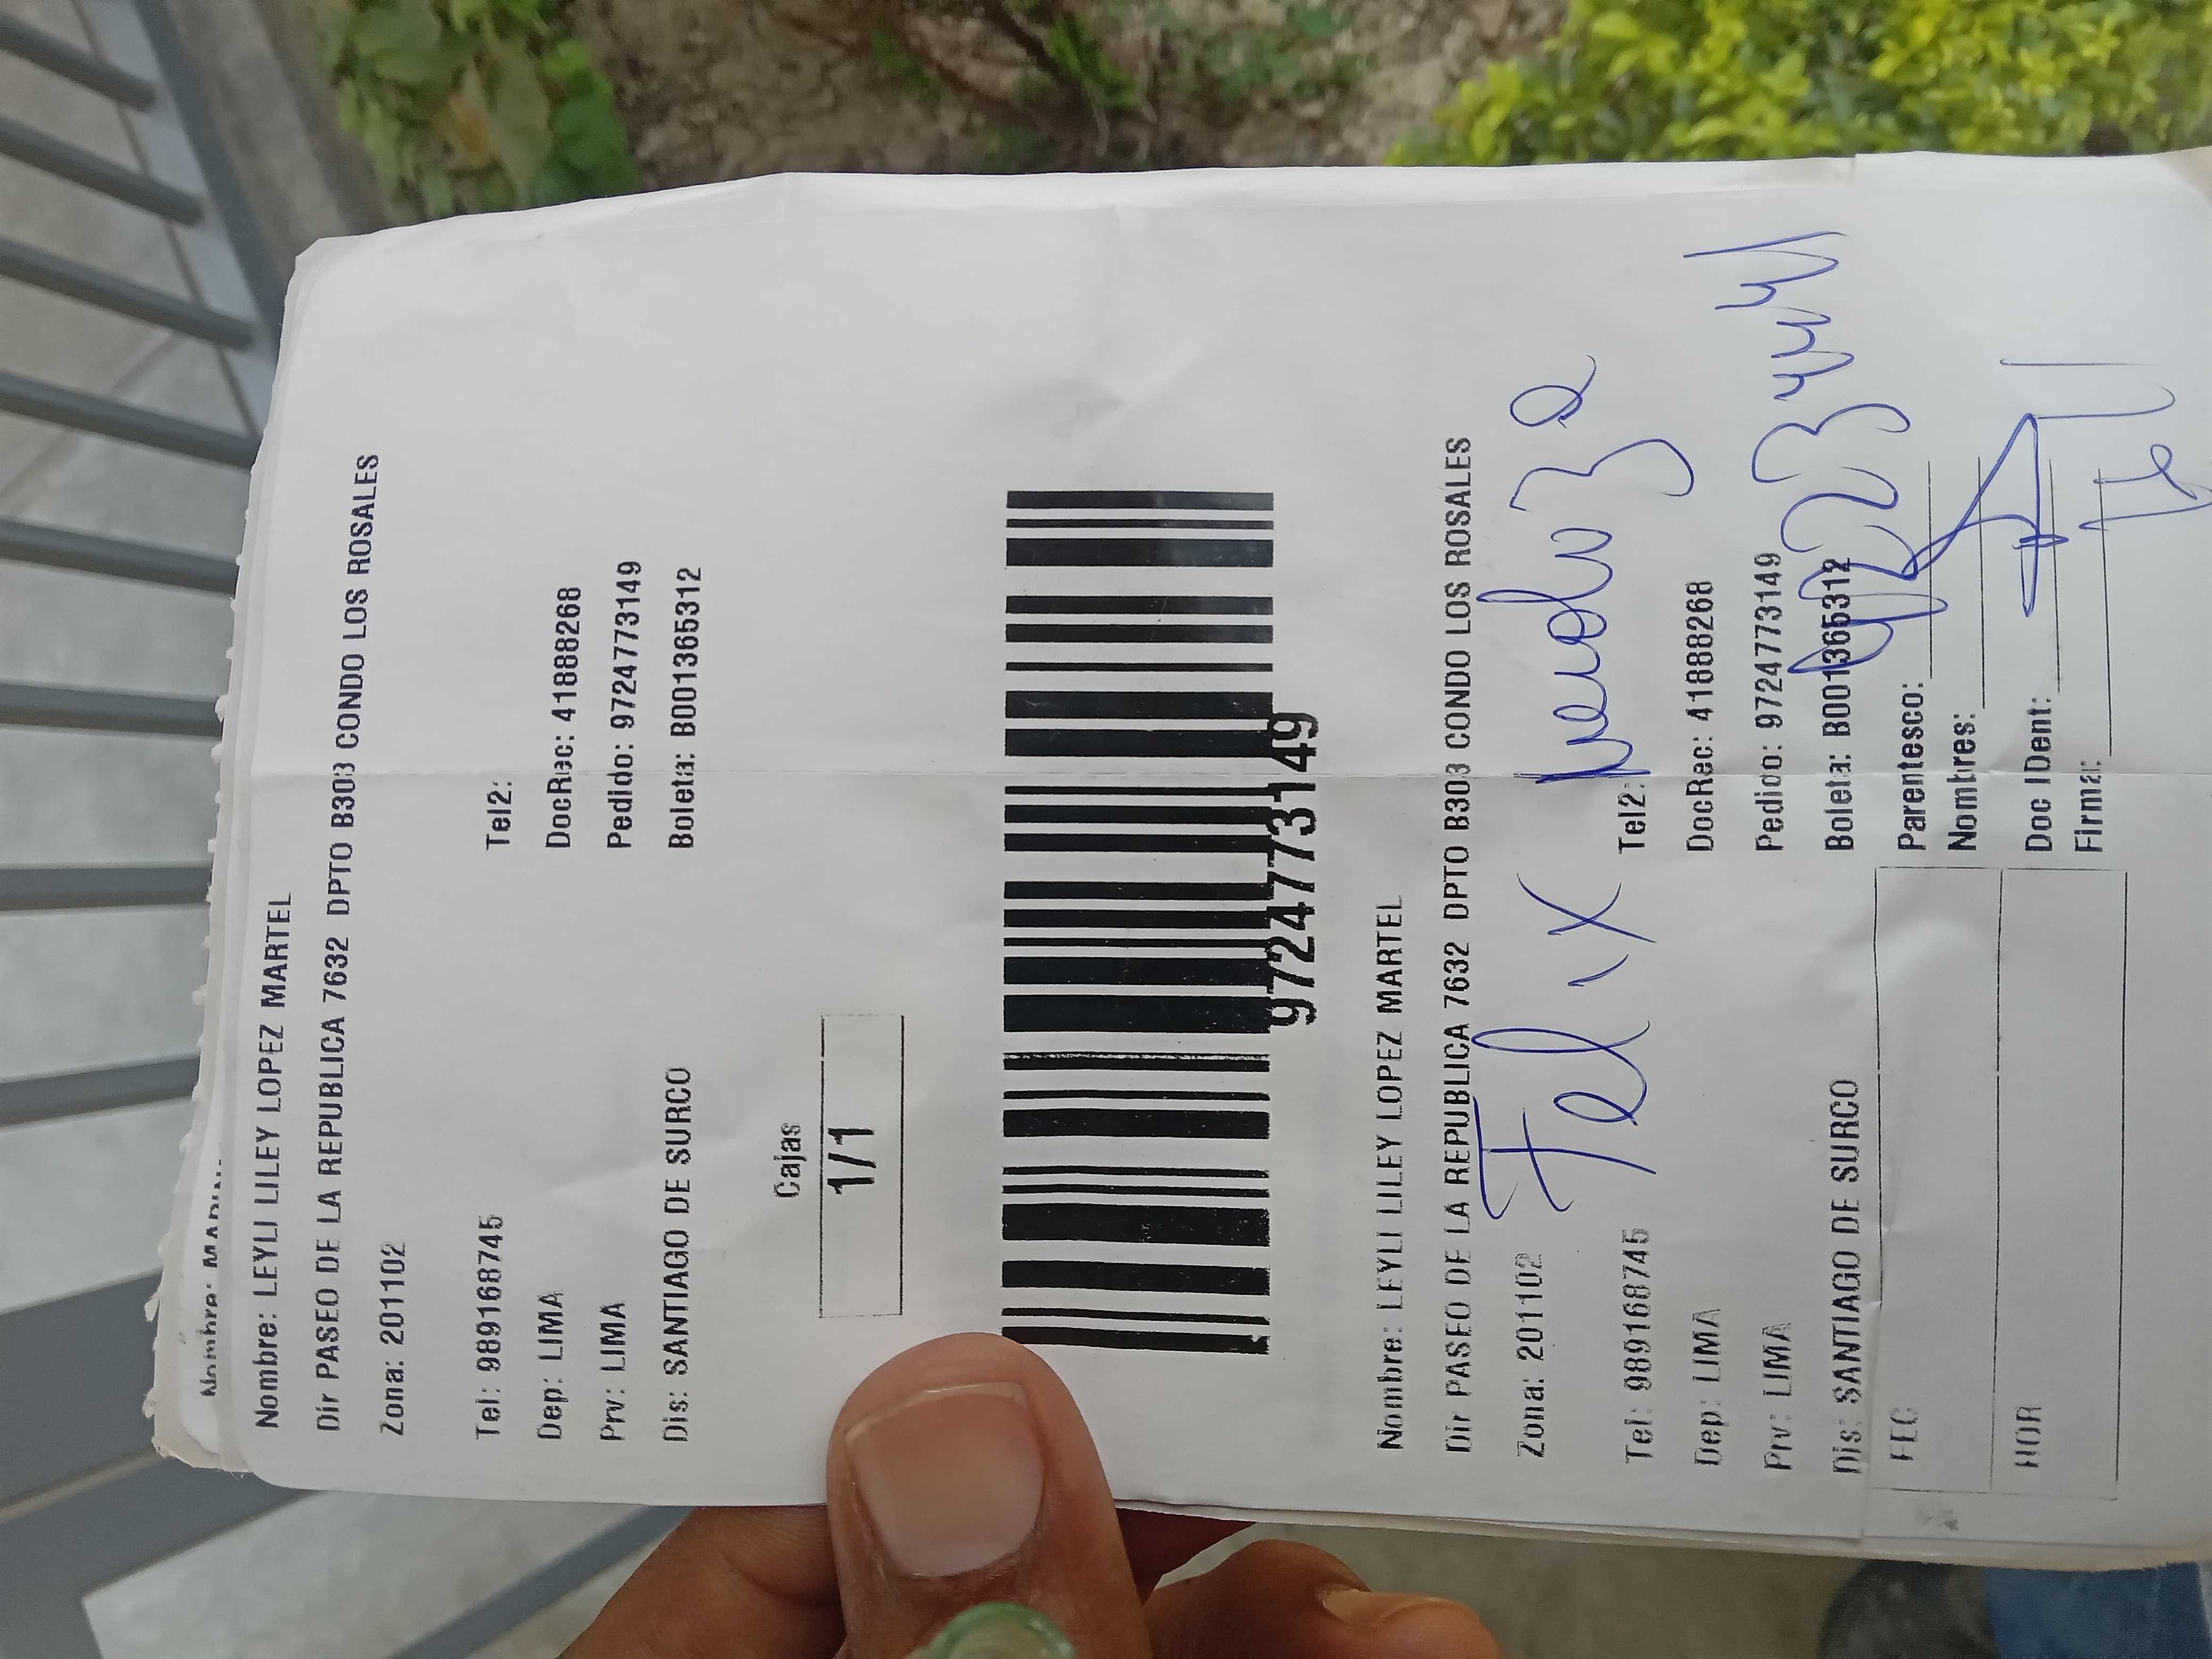 Nombre: LEYLI LILEY LOPEZ MARTEL
Dir PASEO DE LA REPUBLICA 7632 DPTO B303 CONDO LOS ROSALES
Zona: 201102
Tel: 989168745 Tel2:
Dep: LIMA DocRec: 41888268
Prv: LIMA Pedido: 9724773149
Dis: SANTIAGO DE SURCO Boleta: B001365312
Cajas
1/1
9724773149
Nombre: LEYLI LILEY LOPEZ MARTEL
Dir PASEO DE LA REPUBLICA 7632 DPTO B303 CONDO LOS ROSALES
Zona: 201102
Felix
Tel: 989168745 Tel2:
Dep: LIMA DocRec: 41888268
Prv: LIMA Pedido: 9724773149
Dis: SANTIAGO DE SURCO Boleta: B001365312
FEC Parentesco:
Nombres:
HOR Doc IDent:
Firma: